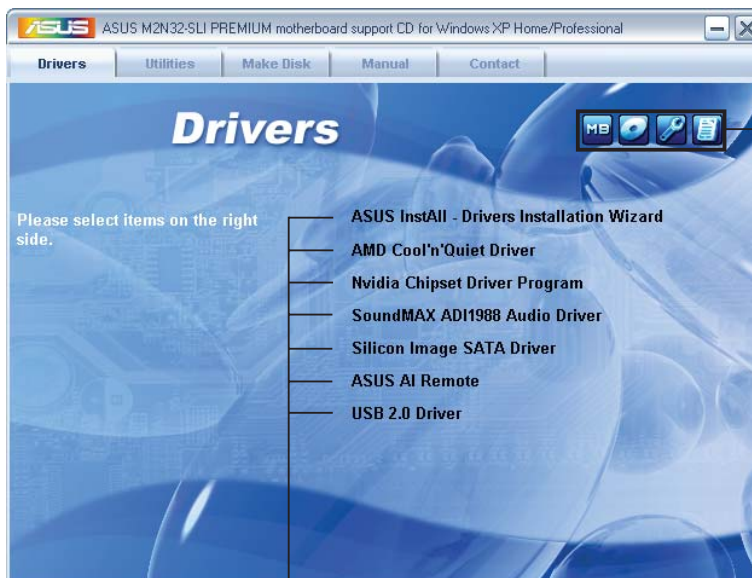 ASUS ASUS M2N32-SLI PREMIUM motherboard support CD for Windows XP Home/Professional
Drivers Utilities Make Disk Manual Contact
Drivers
MB
Please select items on the right
side.
ASUS InstAll - Drivers Installation Wizard
AMD Cool'n'Quiet Driver
Nvidia Chipset Driver Program
SoundMAX ADI1988 Audio Driver
Silicon Image SATA Driver
ASUS AI Remote
USB 2.0 Driver